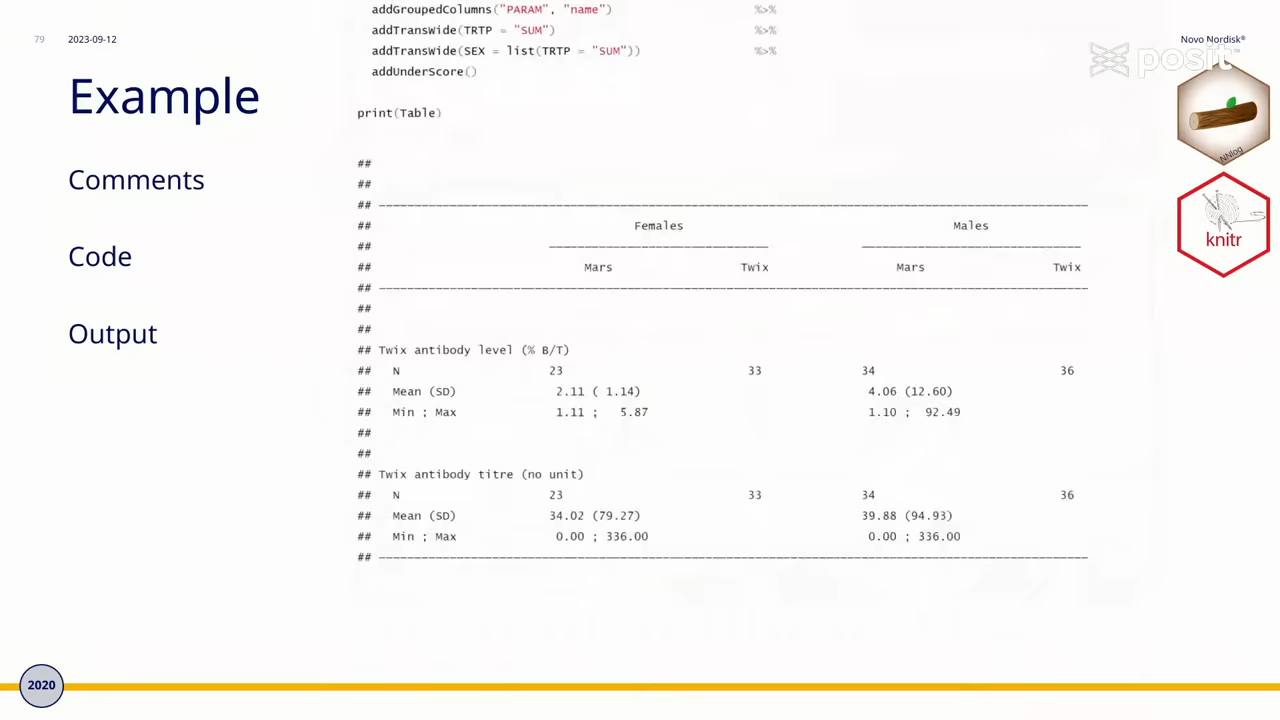 79 2023-09-12 Novo Nordisk®
posit™
Example
Comments
Code
Output
addGroupedColumns("PARAM", "name") %>%
addTransWide(TRTP = "SUM") %>%
addTransWide(SEX = list(TRTP = "SUM")) %>%
addUnderScore()
print(Table)
##
##
## ----------------------------------------------------------------------------------------------------
## Females Males
## ------------------------------- -------------------------------
## Mars Twix Mars Twix
## ----------------------------------------------------------------------------------------------------
##
##
## Twix antibody level (% B/T)
## N 23 33 34 36
## Mean (SD) 2.11 ( 1.14) 4.06 (12.60)
## Min ; Max 1.11 ; 5.87 1.10 ; 92.49
##
##
## Twix antibody titre (no unit)
## N 23 33 34 36
## Mean (SD) 34.02 (79.27) 39.88 (94.93)
## Min ; Max 0.00 ; 336.00 0.00 ; 336.00
## ----------------------------------------------------------------------------------------------------
NNlog
knitr
2020